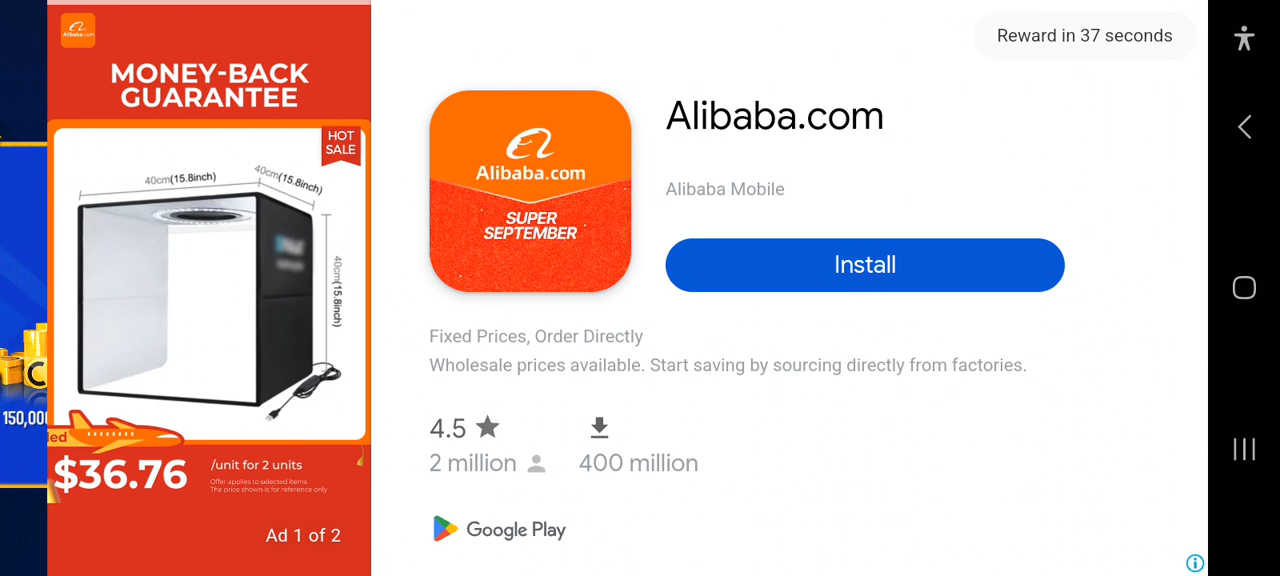 Alibaba.com
MONEY-BACK
GUARANTEE
HOT
SALE
40cm(15.8inch)
40cm(15.8inch)
40cm(15.8inch)
150,000
$36.76
/unit for 2 units
Offer applies to selected items.
The price shown is for reference only
Ad 1 of 2
Reward in 37 seconds
Alibaba.com
SUPER
SEPTEMBER
Alibaba.com
Alibaba Mobile
Install
Fixed Prices, Order Directly
Wholesale prices available. Start saving by sourcing directly from factories.
4.5
2 million
400 million
Google Play